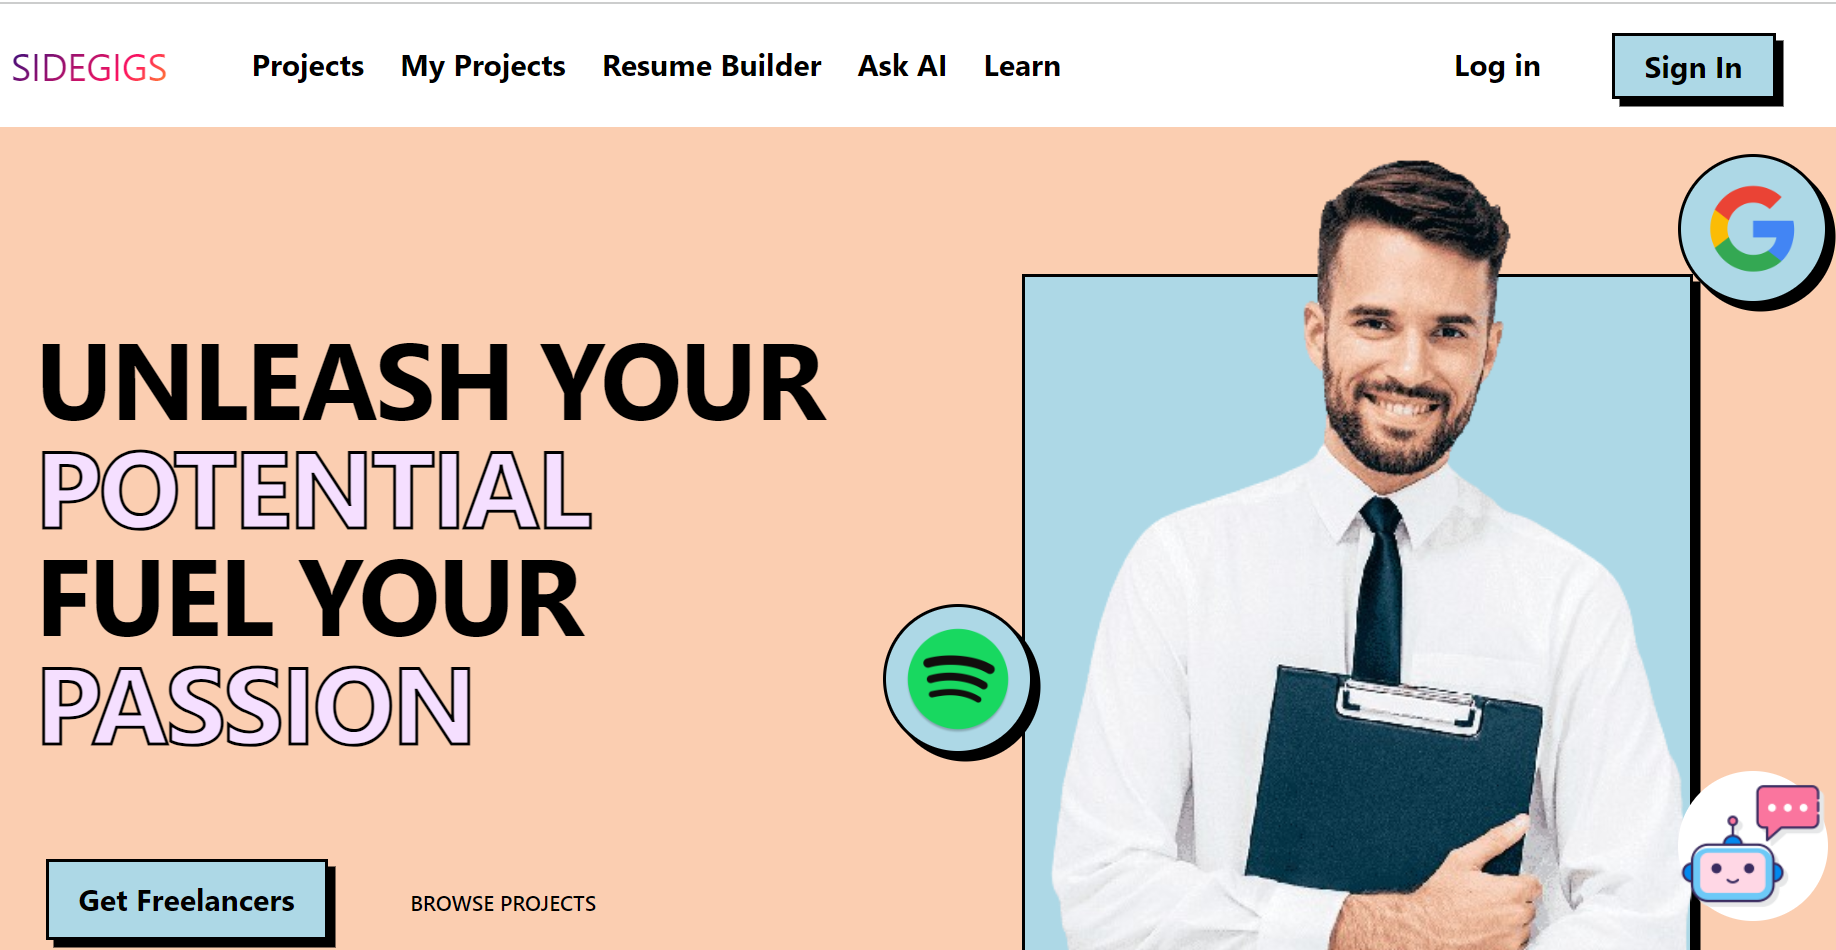 SIDEGIGS Projects My Projects Resume Builder Ask AI Learn Log in Sign In
UNLEASH YOUR
POTENTIAL
FUEL YOUR
PASSION
Get Freelancers BROWSE PROJECTS